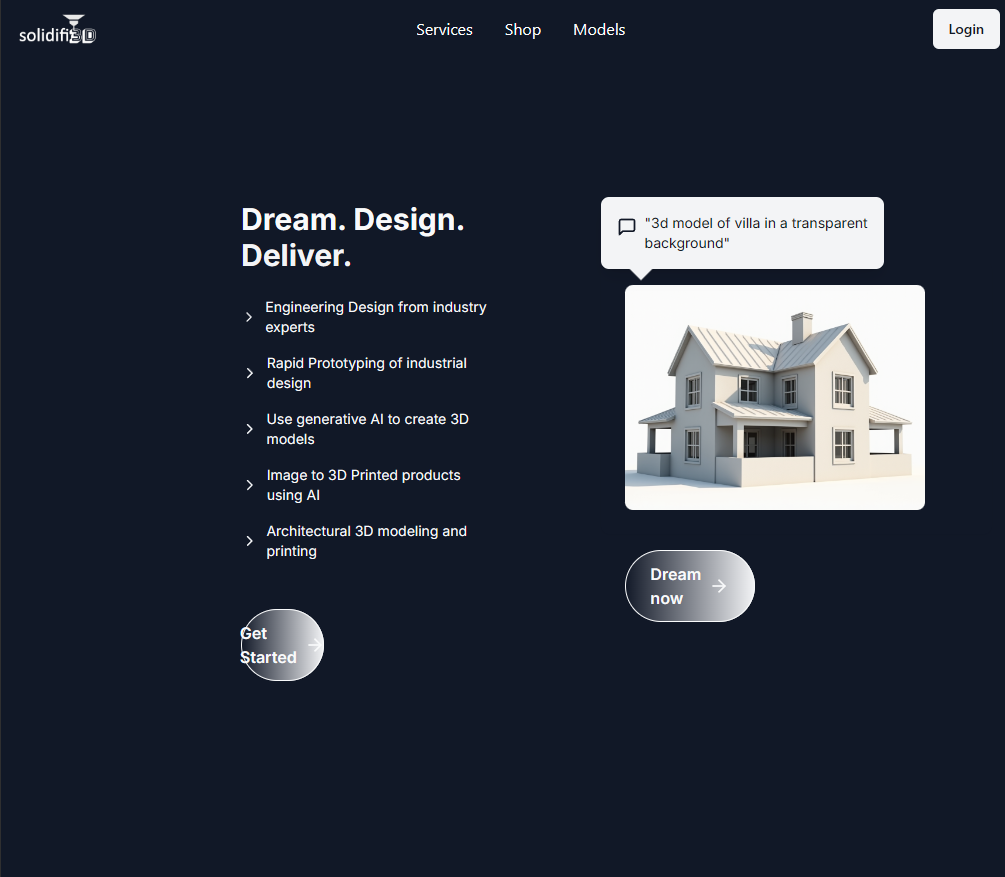 solidifi3D
Services
Shop
Models
Login
Dream. Design.
Deliver.
Engineering Design from industry
experts
Rapid Prototyping of industrial
design
Use generative AI to create 3D
models
Image to 3D Printed products
using AI
Architectural 3D modeling and
printing
Get
Started
"3d model of villa in a transparent
background"
Dream
now